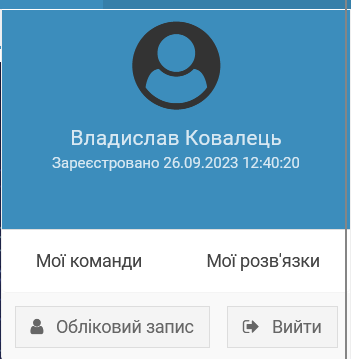 Владислав Ковалець
Зареєстровано 26.09.2023 12:40:20
Мої команди Мої розв'язки
Обліковий запис Вийти